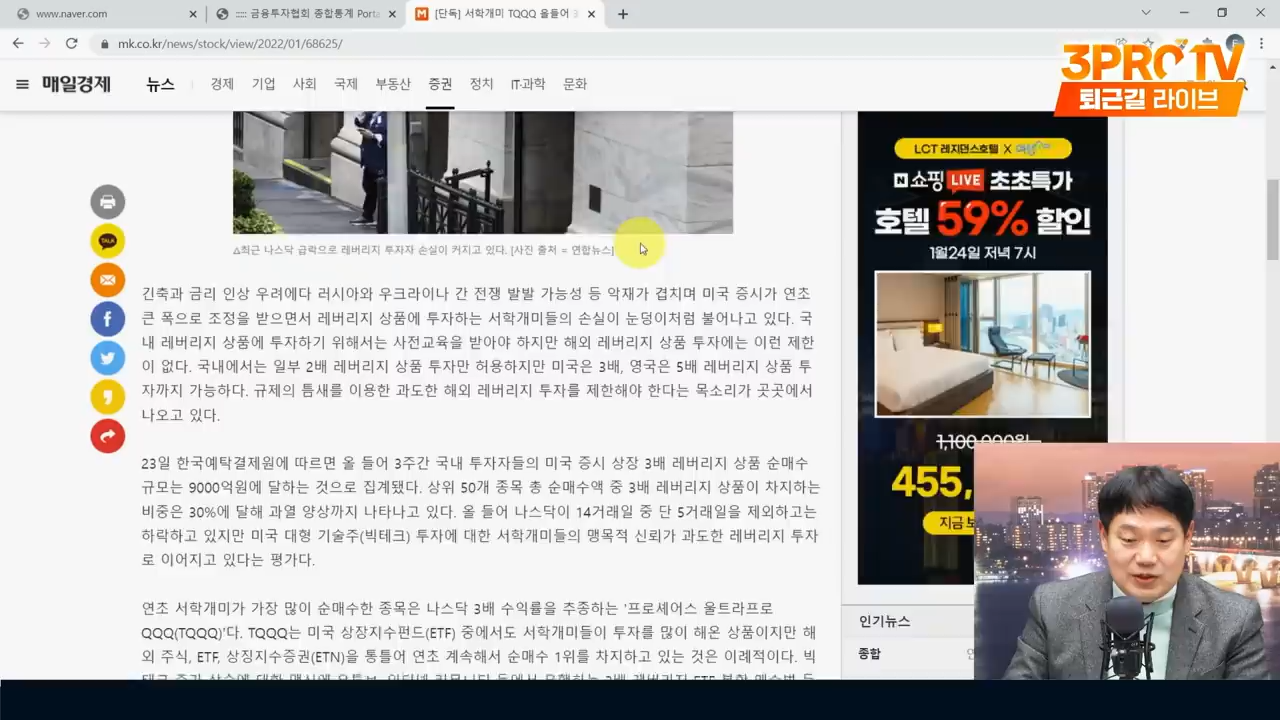 www.naver.com
::::: 금융투자협회 종합통계 Porta
[단독] 서학개미 TQQQ 올들어 3
mk.co.kr/news/stock/view/2022/01/68625/
3PROTV
퇴근길 라이브
매일경제
뉴스
경제 기업 사회 국제 부동산 증권 정치 IT·과학 문화
LCT 레지던스호텔 X
N쇼핑 LIVE 초초특가
호텔 59% 할인
1월24일 저녁 7시
TALK
△최근 나스닥 급락으로 레버리지 투자자 손실이 커지고 있다. [사진 출처 = 연합뉴스]
긴축과 금리 인상 우려에다 러시아와 우크라이나 간 전쟁 발발 가능성 등 악재가 겹치며 미국 증시가 연초
큰 폭으로 조정을 받으면서 레버리지 상품에 투자하는 서학개미들의 손실이 눈덩이처럼 불어나고 있다. 국
내 레버리지 상품에 투자하기 위해서는 사전교육을 받아야 하지만 해외 레버리지 상품 투자에는 이런 제한
이 없다. 국내에서는 일부 2배 레버리지 상품 투자만 허용하지만 미국은 3배, 영국은 5배 레버리지 상품 투
자까지 가능하다. 규제의 틈새를 이용한 과도한 해외 레버리지 투자를 제한해야 한다는 목소리가 곳곳에서
나오고 있다.
23일 한국예탁결제원에 따르면 올 들어 3주간 국내 투자자들의 미국 증시 상장 3배 레버리지 상품 순매수
규모는 9000억원에 달하는 것으로 집계됐다. 상위 50개 종목 총 순매수액 중 3배 레버리지 상품이 차지하는
비중은 30%에 달해 과열 양상까지 나타나고 있다. 올 들어 나스닥이 14거래일 중 단 5거래일을 제외하고는
하락하고 있지만 미국 대형 기술주(빅테크) 투자에 대한 서학개미들의 맹목적 신뢰가 과도한 레버리지 투자
로 이어지고 있다는 평가다.
연초 서학개미가 가장 많이 순매수한 종목은 나스닥 3배 수익률을 추종하는 '프로셰어스 울트라프로
QQQ(TQQQ)'다. TQQQ는 미국 상장지수펀드(ETF) 중에서도 서학개미들이 투자를 많이 해온 상품이지만 해
외 주식, ETF, 상장지수증권(ETN)을 통틀어 연초 계속해서 순매수 1위를 차지하고 있는 것은 이례적이다. 빅
1,100,000원
455,
지금 보
인기뉴스
종합